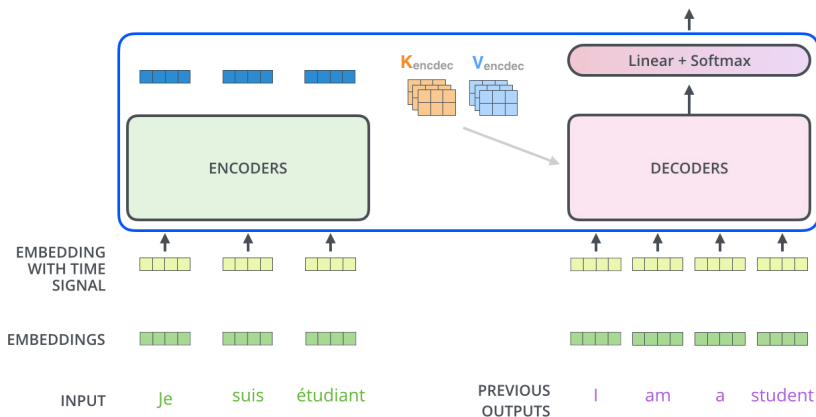 Kencdec
Vencdec
Linear + Softmax
ENCODERS
DECODERS
EMBEDDING
WITH TIME
SIGNAL
EMBEDDINGS
INPUT
Je suis étudiant
PREVIOUS
OUTPUTS
I am a student